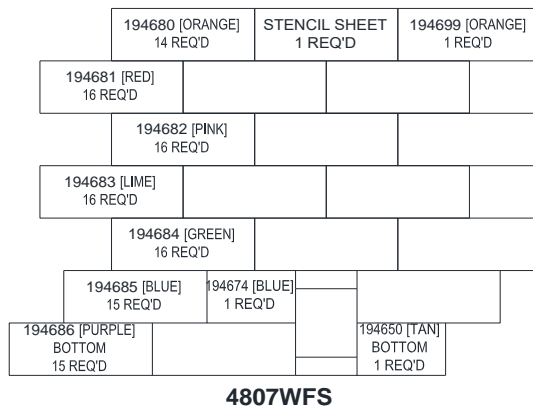 194680 [ORANGE]
14 REQ'D
STENCIL SHEET
1 REQ'D
194699 [ORANGE]
1 REQ'D
194681 [RED]
16 REQ'D
194682 [PINK]
16 REQ'D
194683 [LIME]
16 REQ'D
194684 [GREEN]
16 REQ'D
194685 [BLUE]
15 REQ'D
194674 [BLUE]
1 REQ'D
194686 [PURPLE]
BOTTOM
15 REQ'D
194650 [TAN]
BOTTOM
1 REQ'D
4807WFS